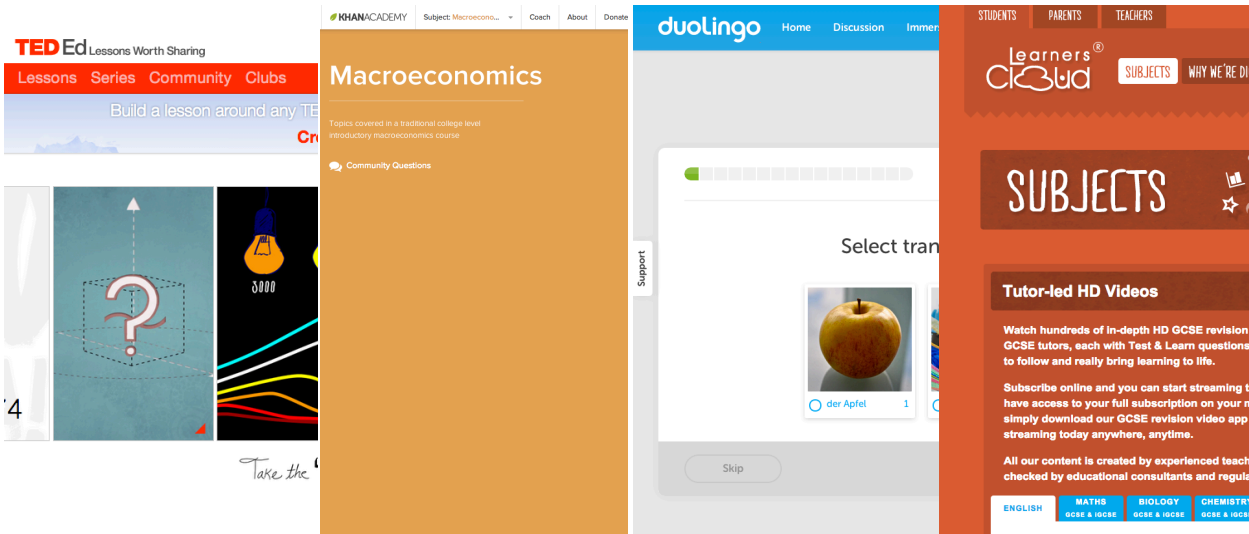 TED Ed Lessons Worth Sharing
Lessons Series Community Clubs
Build a lesson around any TE
Cr
3000
74
Take the "
KHANACADEMY Subject: Macroecono... Coach About Donate
Macroeconomics
Topics covered in a traditional college level
introductory macroeconomics course
Community Questions
duolingo Home Discussion Immer
Support
Select tran
der Apfel 1
Skip
STUDENTS PARENTS TEACHERS
Learners Cloud®
SUBJECTS WHY WE'RE DI
SUBJECTS
Tutor-led HD Videos
Watch hundreds of in-depth HD GCSE revision
GCSE tutors, each with Test & Learn questions
to follow and really bring learning to life.
Subscribe online and you can start streaming t
have access to your full subscription on your m
simply download our GCSE revision video app
streaming today anywhere, anytime.
All our content is created by experienced teach
checked by educational consultants and regula
ENGLISH
MATHS BIOLOGY CHEMISTRY
GCSE & IGCSE GCSE & IGCSE GCSE & IGCS